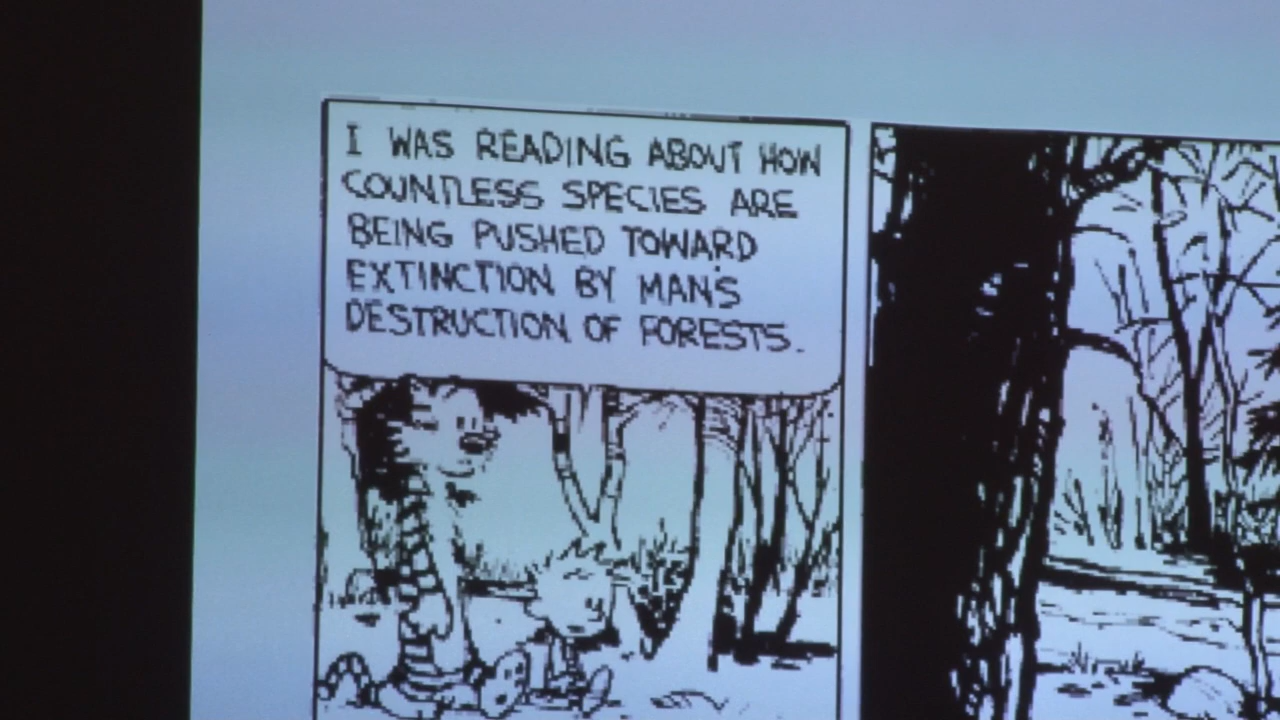 I WAS READING ABOUT HOW
COUNTLESS SPECIES ARE
BEING PUSHED TOWARD
EXTINCTION BY MAN'S
DESTRUCTION OF FORESTS.